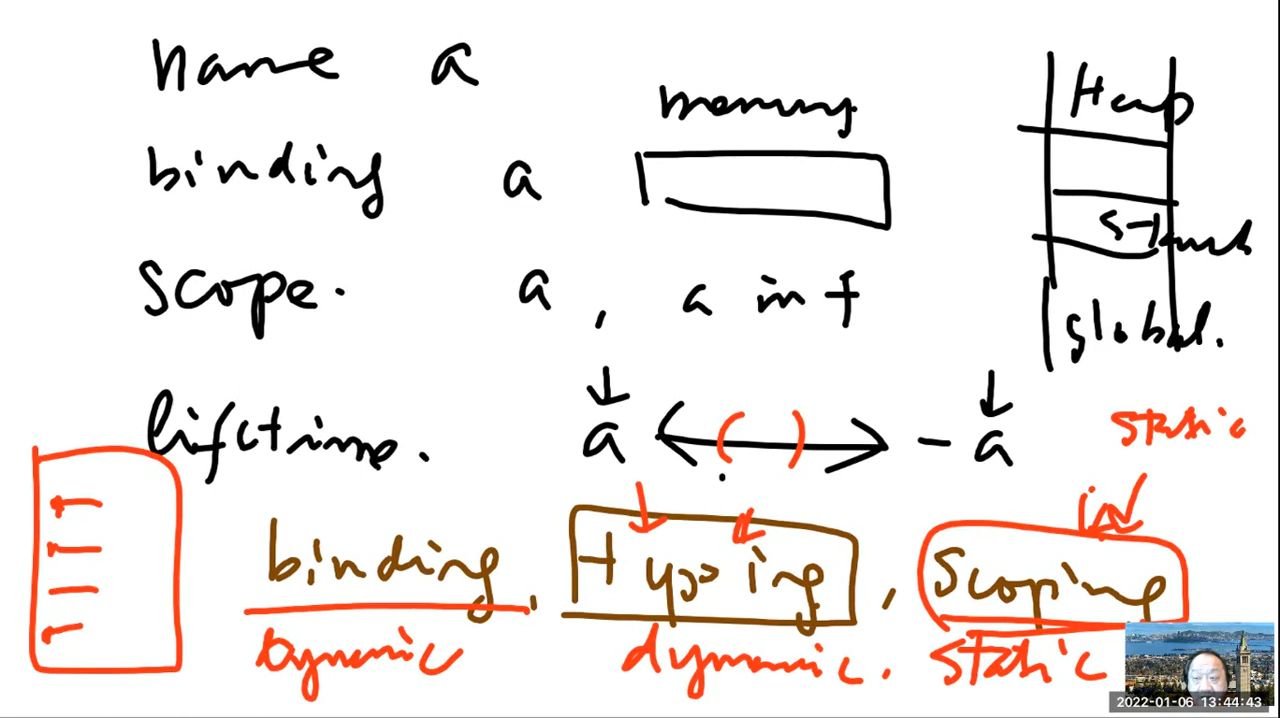 name a
memory
Heap
binding a
Stack
scope. a, a in f
global.
lifetime. a - a
static
binding, typing, Scoping
Dynamic dynamic. static
2022-01-06 13:44:43